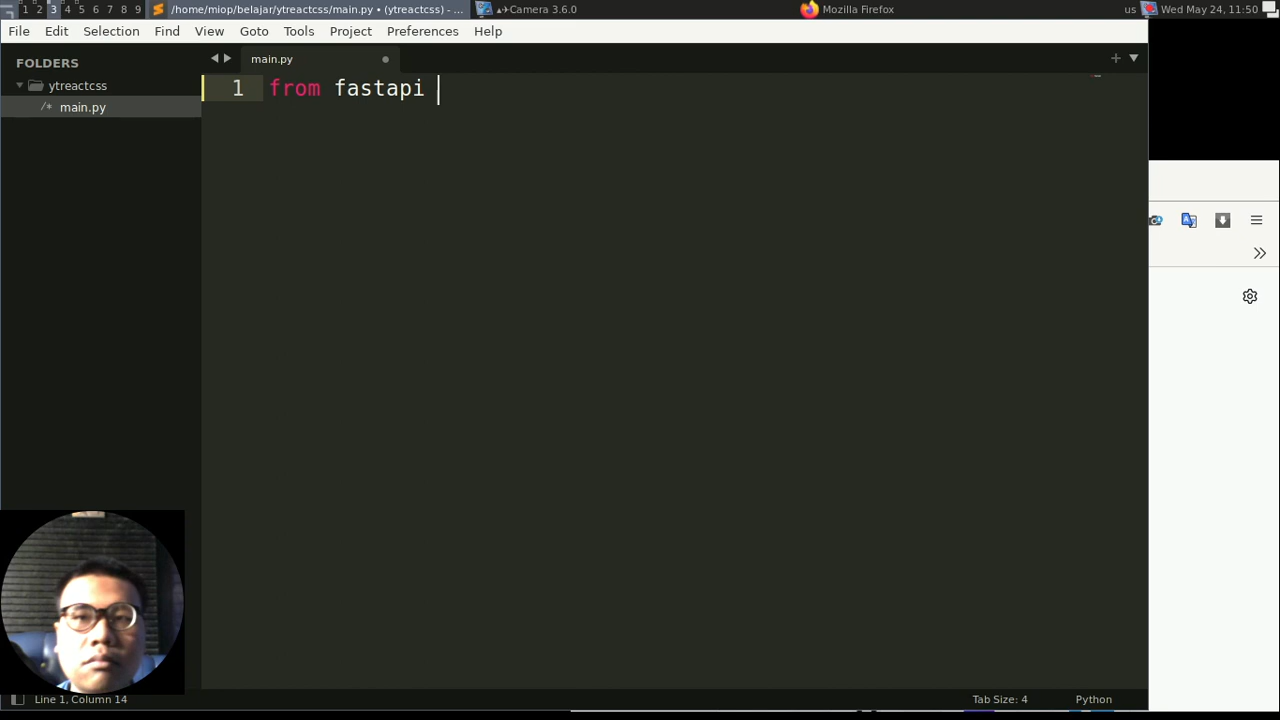 1 2 3 4 5 6 7 8 9 /home/miop/belajar/ytreactcss/main.py • (ytreactcss) - ... Camera 3.6.0 Mozilla Firefox us Wed May 24, 11:50
File Edit Selection Find View Goto Tools Project Preferences Help
FOLDERS
ytreactcss
/* main.py
main.py
1 from fastapi
Line 1, Column 14 Tab Size: 4 Python